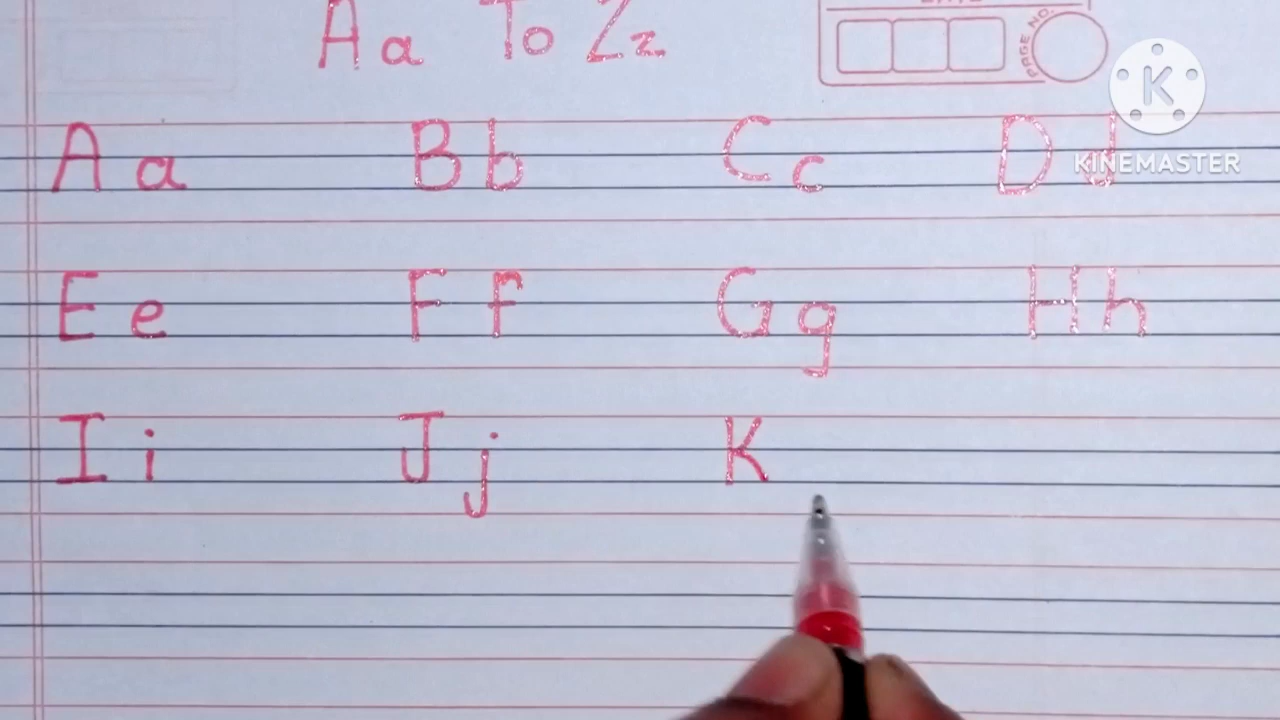 Aa To Zz
PAGE NO.
K
KINEMASTER
Aa Bb Cc Dd
Ee Ff Gg Hh
Ii Jj K